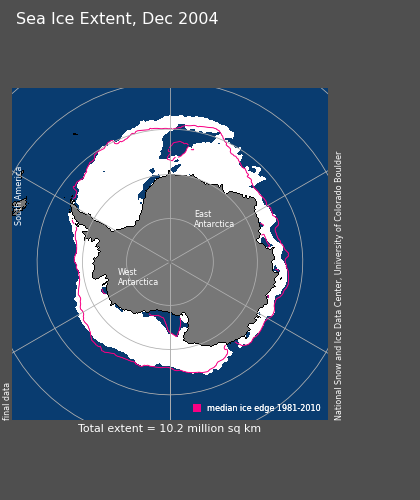 Sea Ice Extent, Dec 2004
South America
East
Antarctica
West
Antarctica
median ice edge 1981-2010
final data
National Snow and Ice Data Center, University of Colorado Boulder
Total extent = 10.2 million sq km